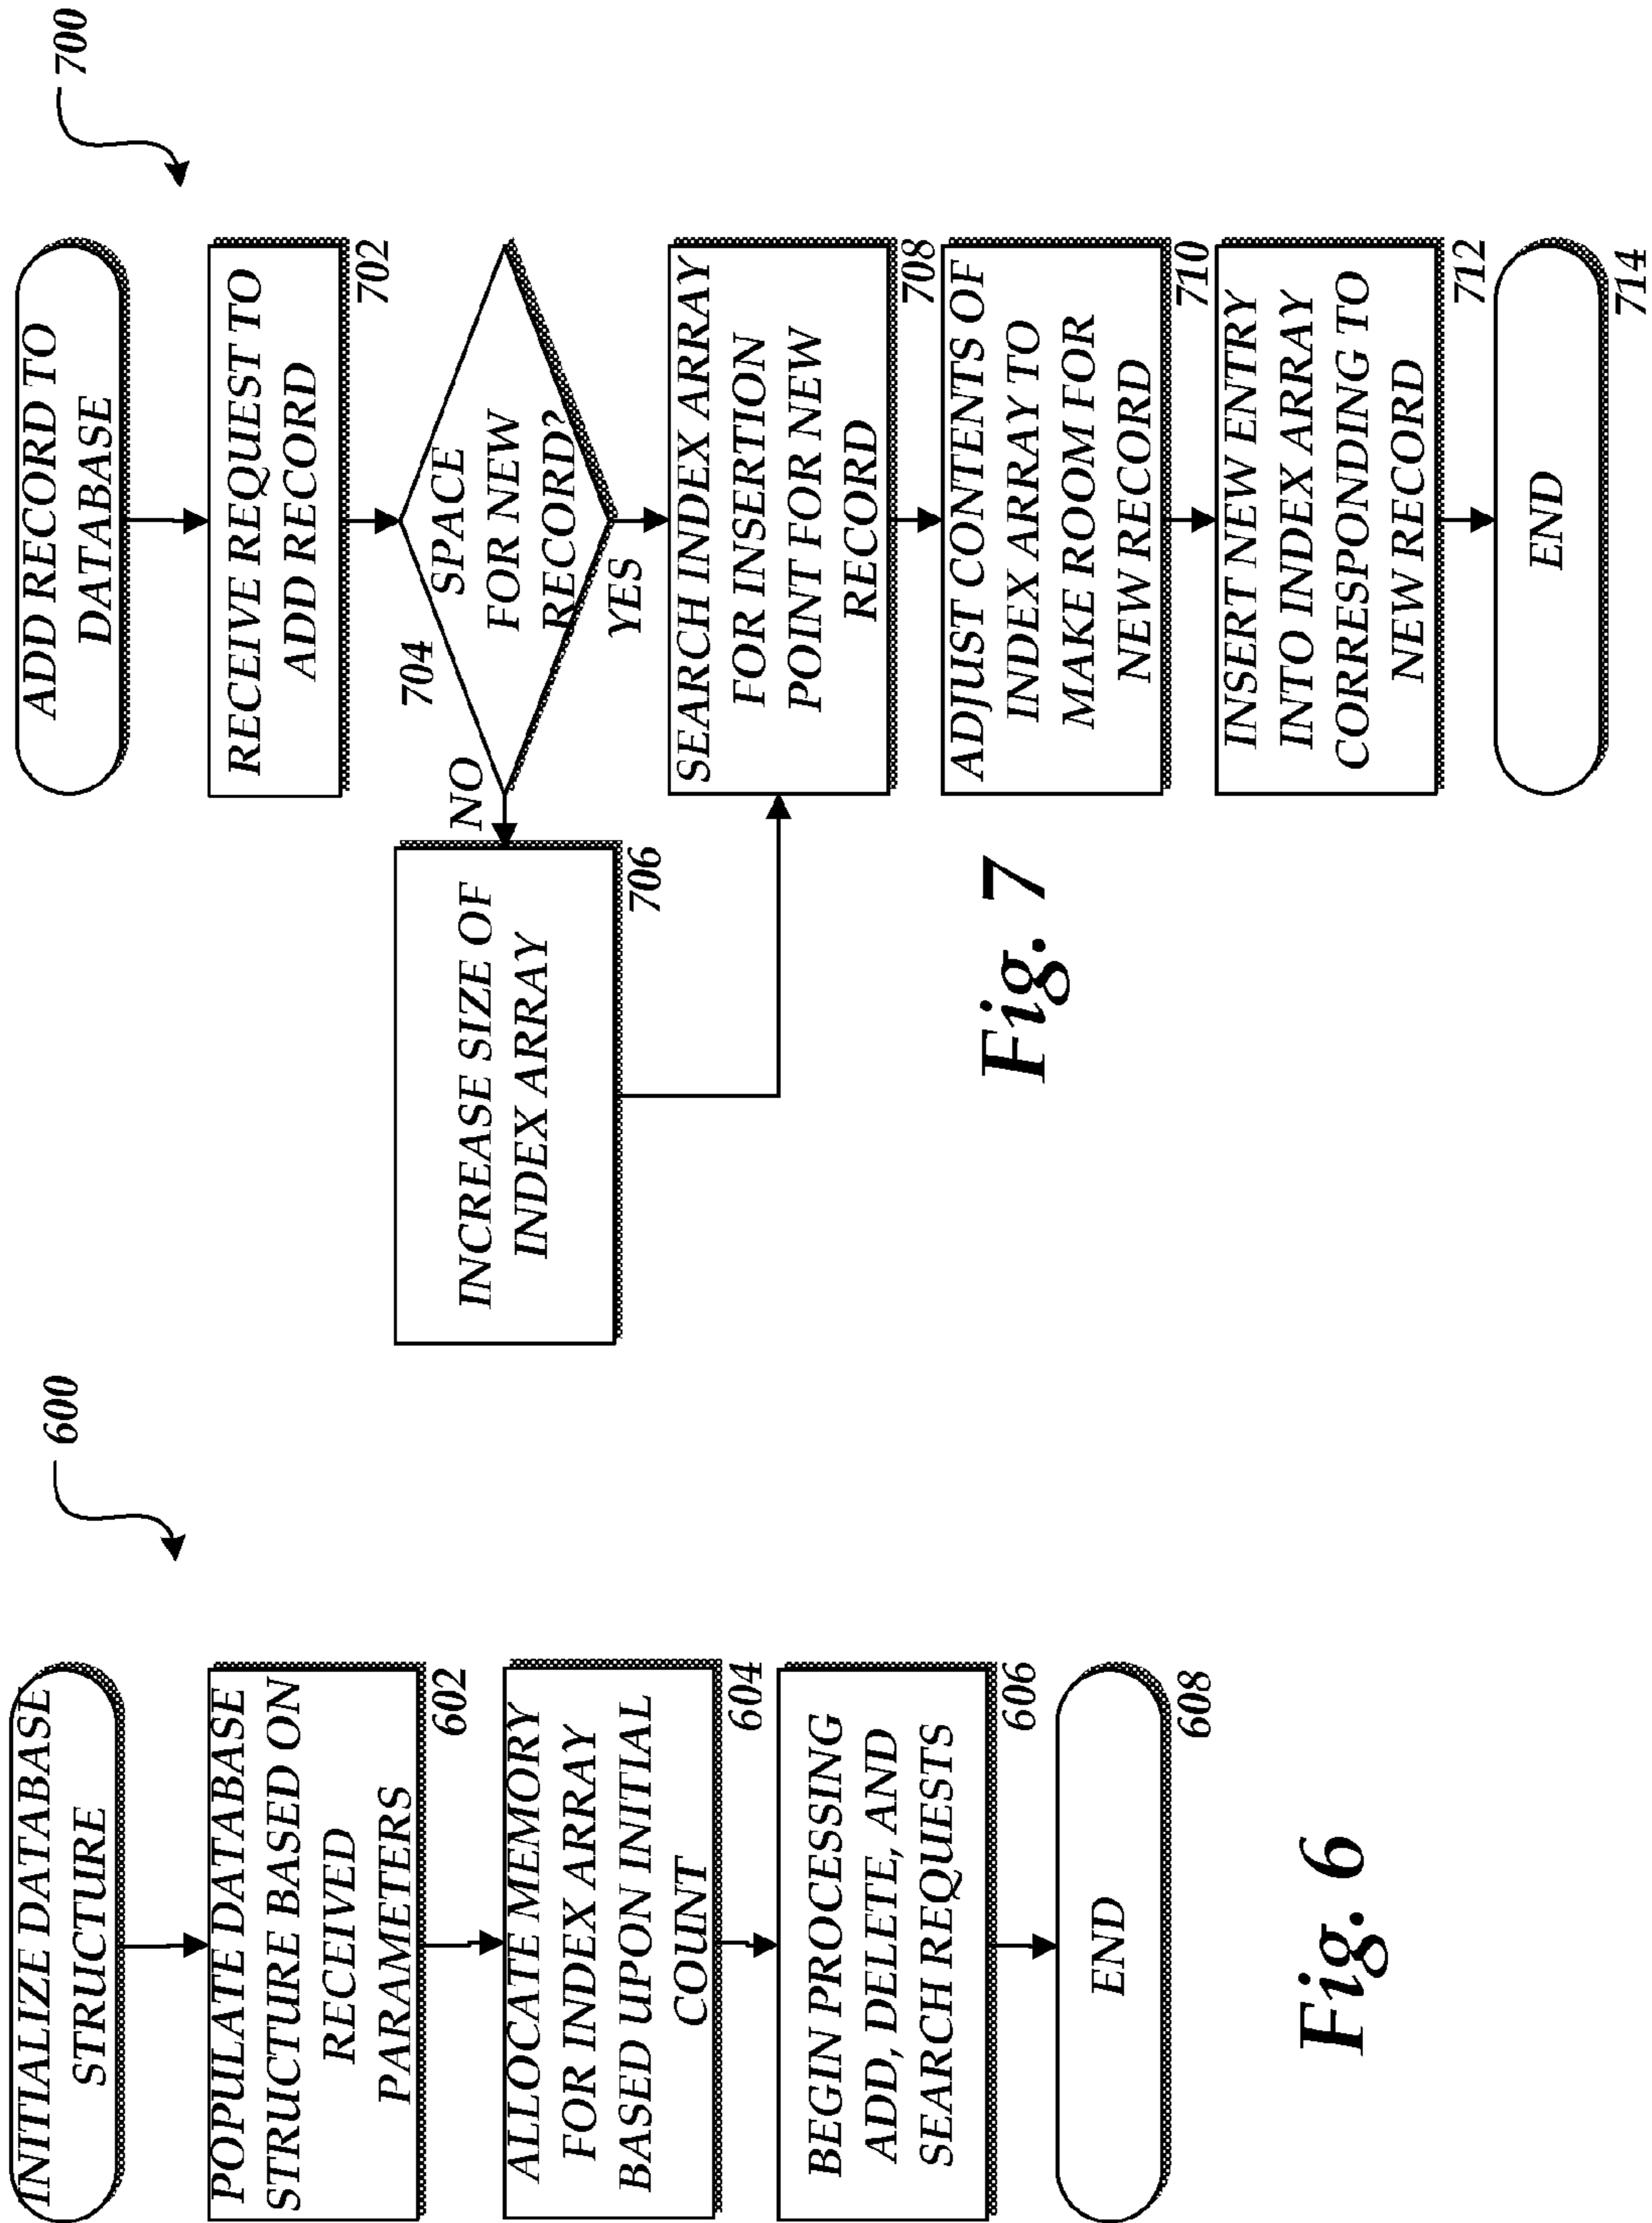 600
INITIALIZE DATABASE
STRUCTURE
POPULATE DATABASE
STRUCTURE BASED ON
RECEIVED
PARAMETERS
602
ALLOCATE MEMORY
FOR INDEX ARRAY
BASED UPON INITIAL
COUNT
604
BEGIN PROCESSING
ADD, DELETE, AND
SEARCH REQUESTS
606
END
608
Fig. 6
700
ADD RECORD TO
DATABASE
RECEIVE REQUEST TO
ADD RECORD
702
704
SPACE
FOR NEW
RECORD?
NO
YES
INCREASE SIZE OF
INDEX ARRAY
706
SEARCH INDEX ARRAY
FOR INSERTION
POINT FOR NEW
RECORD
708
ADJUST CONTENTS OF
INDEX ARRAY TO
MAKE ROOM FOR
NEW RECORD
710
INSERT NEW ENTRY
INTO INDEX ARRAY
CORRESPONDING TO
NEW RECORD
712
END
714
Fig. 7